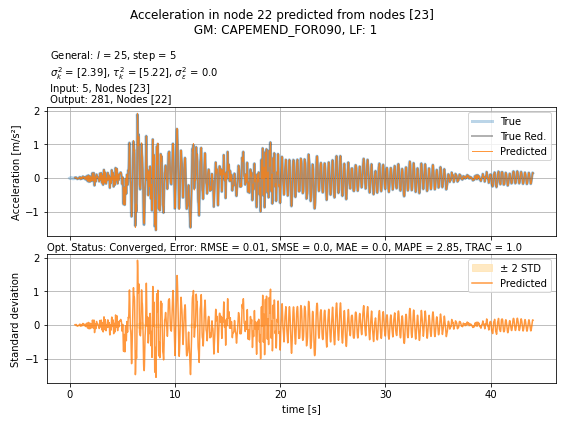 Acceleration in node 22 predicted from nodes [23]
GM: CAPEMEND_FOR090, LF: 1
General: l = 25, step = 5
σ²ₖ = [2.39], τ²ₖ = [5.22], σ²ε = 0.0
Input: 5, Nodes [23]
Output: 281, Nodes [22]
Acceleration [m/s²]
2
1
0
−1
True
True Red.
Predicted
Opt. Status: Converged, Error: RMSE = 0.01, SMSE = 0.0, MAE = 0.0, MAPE = 2.85, TRAC = 1.0
Standard deviation
2
1
0
−1
± 2 STD
Predicted
0 10 20 30 40
time [s]